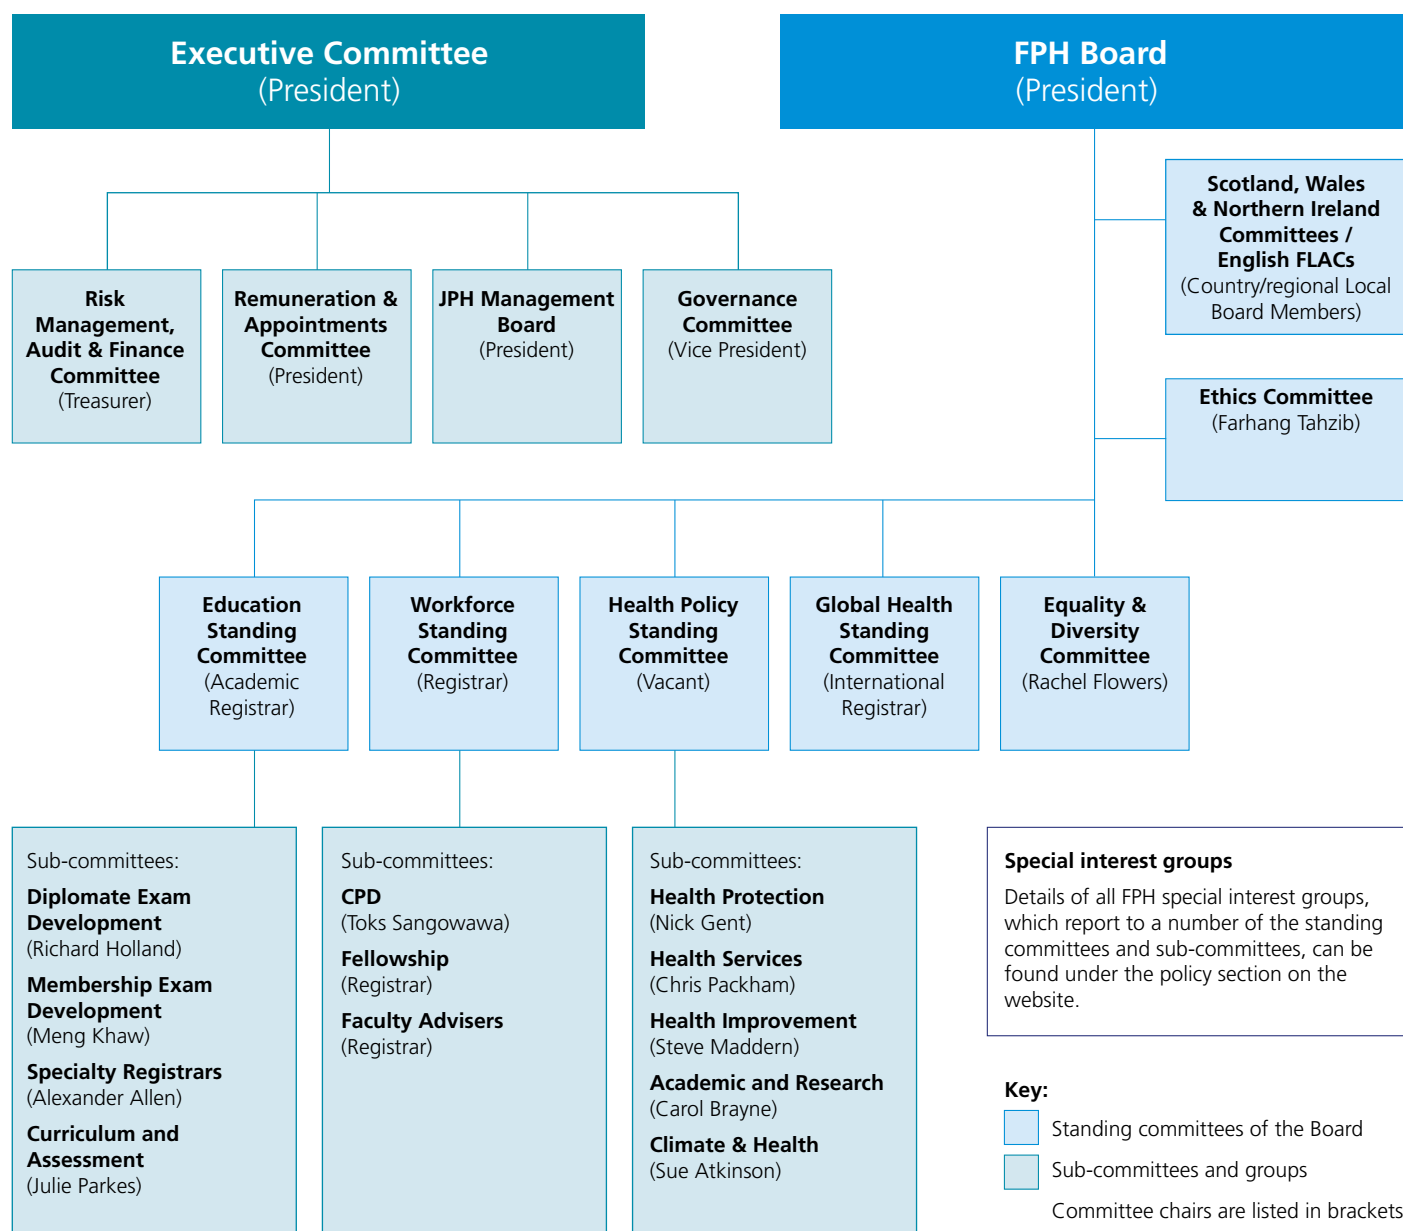 Executive Committee
(President)
FPH Board
(President)
Scotland, Wales
& Northern Ireland
Committees /
English FLACs
(Country/regional Local
Board Members)
Risk
Management,
Audit & Finance
Committee
(Treasurer)
Remuneration &
Appointments
Committee
(President)
JPH Management
Board
(President)
Governance
Committee
(Vice President)
Ethics Committee
(Farhang Tahzib)
Education
Standing
Committee
(Academic
Registrar)
Workforce
Standing
Committee
(Registrar)
Health Policy
Standing
Committee
(Vacant)
Global Health
Standing
Committee
(International
Registrar)
Equality &
Diversity
Committee
(Rachel Flowers)
Sub-committees:
Diplomate Exam
Development
(Richard Holland)
Membership Exam
Development
(Meng Khaw)
Specialty Registrars
(Alexander Allen)
Curriculum and
Assessment
(Julie Parkes)
Sub-committees:
CPD
(Toks Sangowawa)
Fellowship
(Registrar)
Faculty Advisers
(Registrar)
Sub-committees:
Health Protection
(Nick Gent)
Health Services
(Chris Packham)
Health Improvement
(Steve Maddern)
Academic and Research
(Carol Brayne)
Climate & Health
(Sue Atkinson)
Special interest groups
Details of all FPH special interest groups,
which report to a number of the standing
committees and sub-committees, can be
found under the policy section on the
website.
Key:
Standing committees of the Board
Sub-committees and groups
Committee chairs are listed in brackets